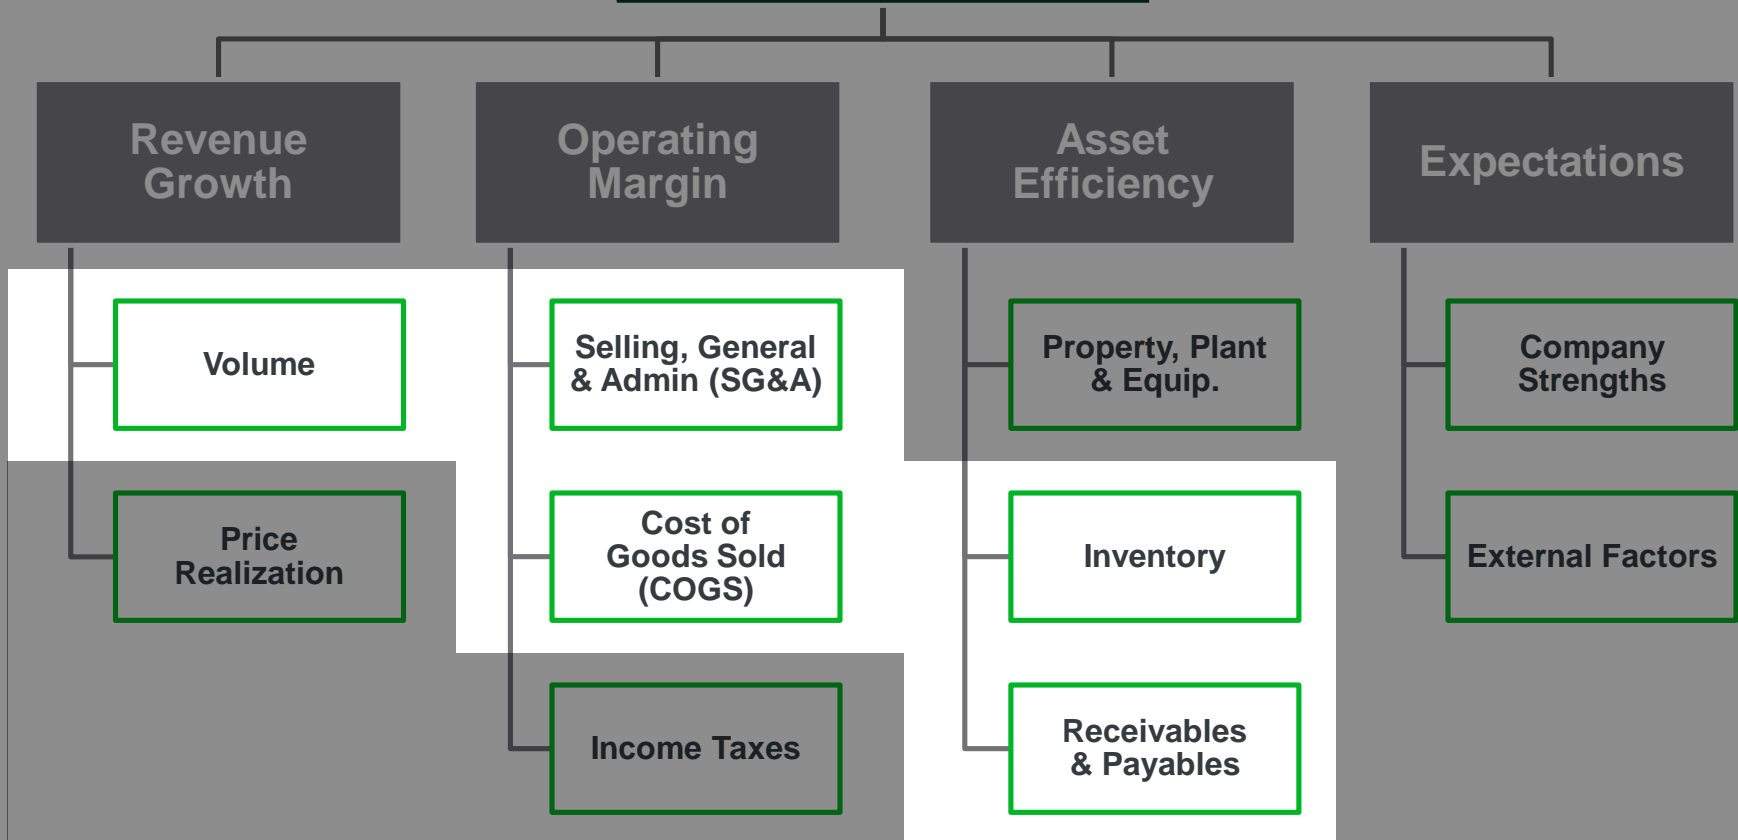 Revenue
Growth
Operating
Margin
Asset
Efficiency
Expectations
Volume
Selling, General
& Admin (SG&A)
Property, Plant
& Equip.
Company
Strengths
Price
Realization
Cost of
Goods Sold
(COGS)
Inventory
External Factors
Income Taxes
Receivables
& Payables